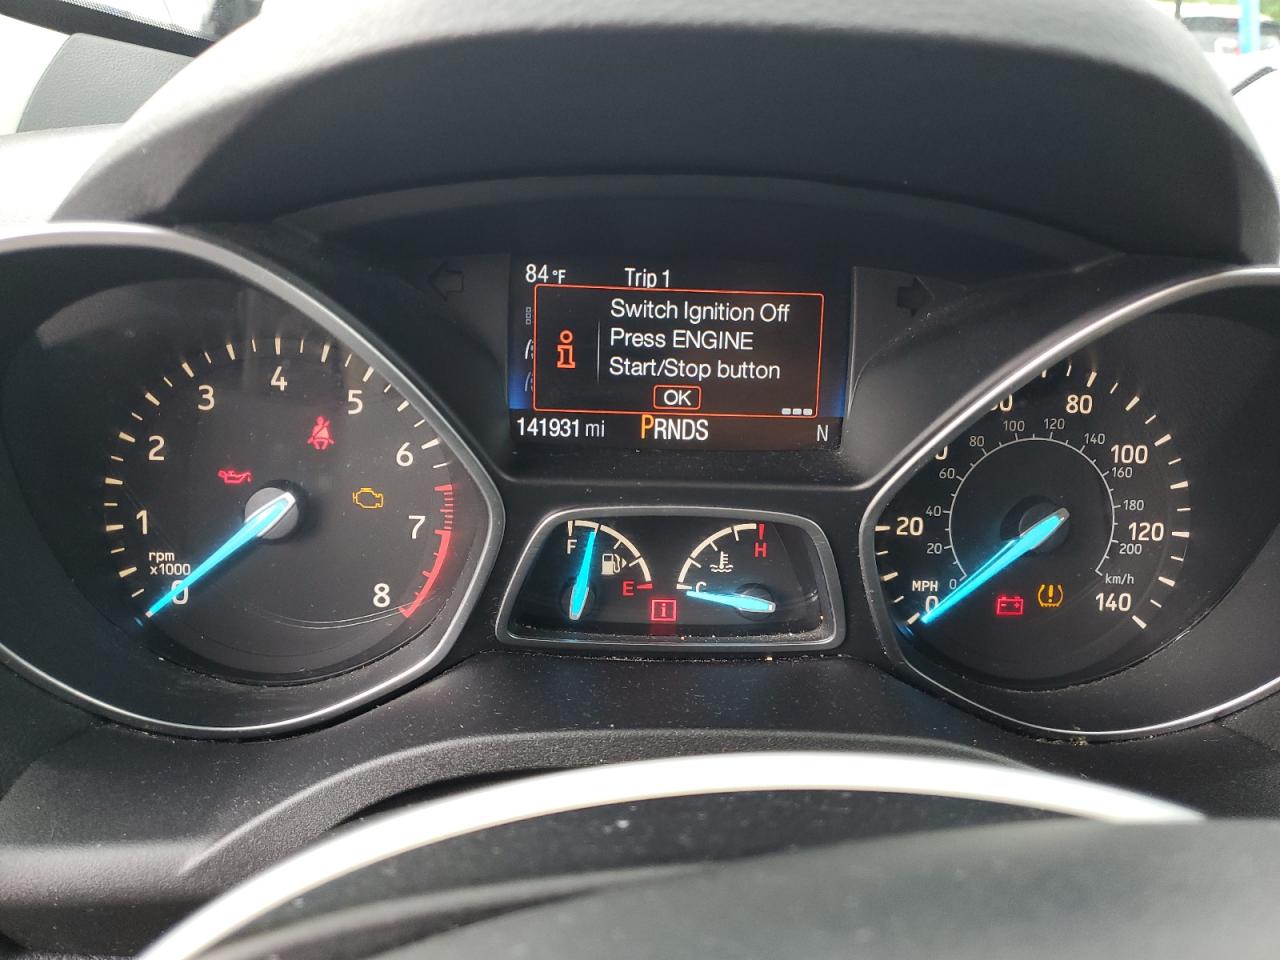 84°F Trip 1
Switch Ignition Off
Press ENGINE
Start/Stop button
OK
141931 mi PRNDS N
0
1
2
3
4
5
6
7
8
rpm
x1000
F
E
H
C
i
MPH
0
20
80
100
120
140
0
20
40
60
80
100
120
140
160
180
200
km/h